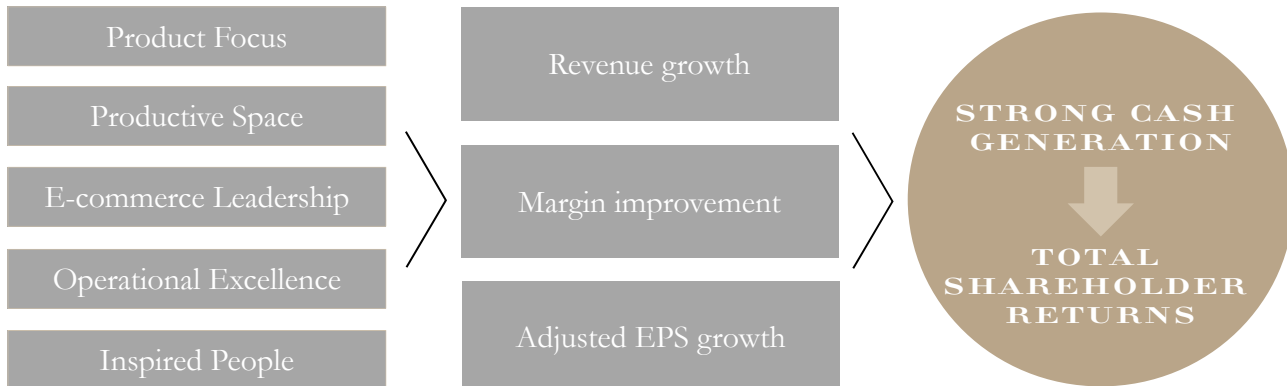 Product Focus
Productive Space
E-commerce Leadership
Operational Excellence
Inspired People
Revenue growth
Margin improvement
Adjusted EPS growth
STRONG CASH
GENERATION
TOTAL
SHAREHOLDER
RETURNS